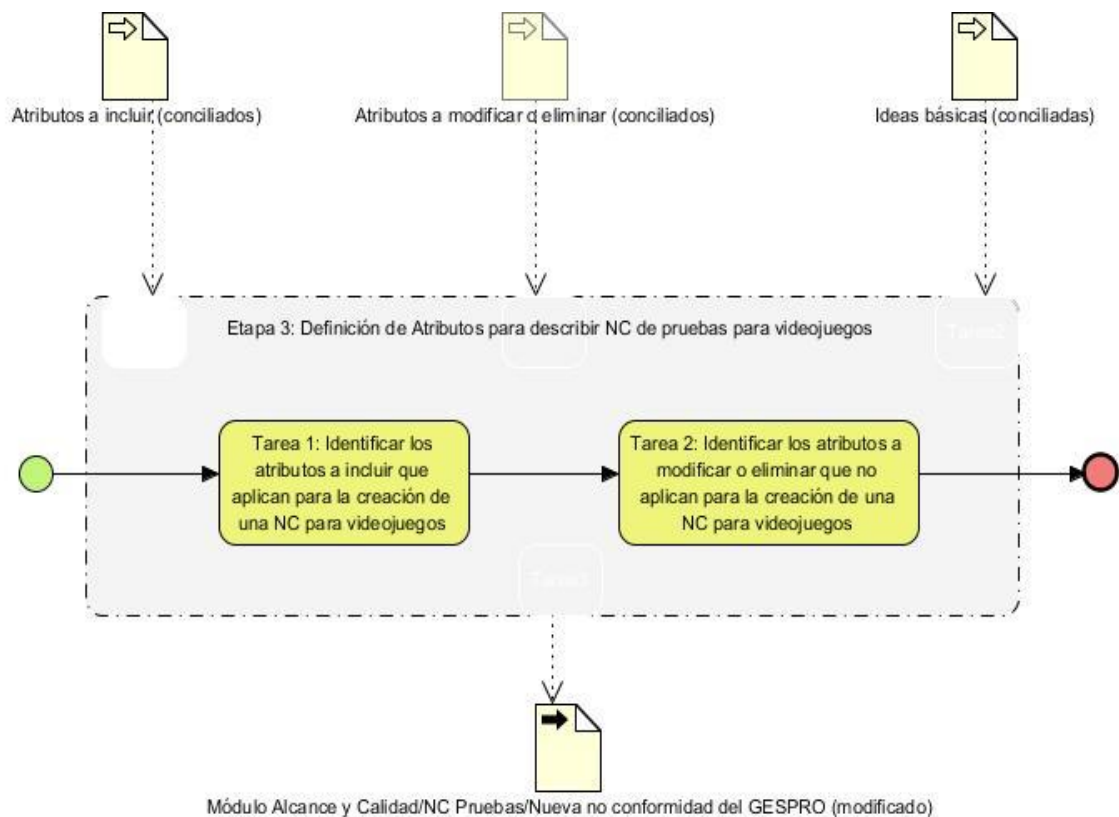 Atributos a incluir (conciliados)
Atributos a modificar o eliminar (conciliados)
Ideas básicas (conciliadas)
Etapa 3: Definición de Atributos para describir NC de pruebas para videojuegos
Tarea 1: Identificar los
atributos a incluir que
aplican para la creación de
una NC para videojuegos
Tarea 2: Identificar los atributos a
modificar o eliminar que no
aplican para la creación de una
NC para videojuegos
Módulo Alcance y Calidad/NC Pruebas/Nueva no conformidad del GESPRO (modificado)